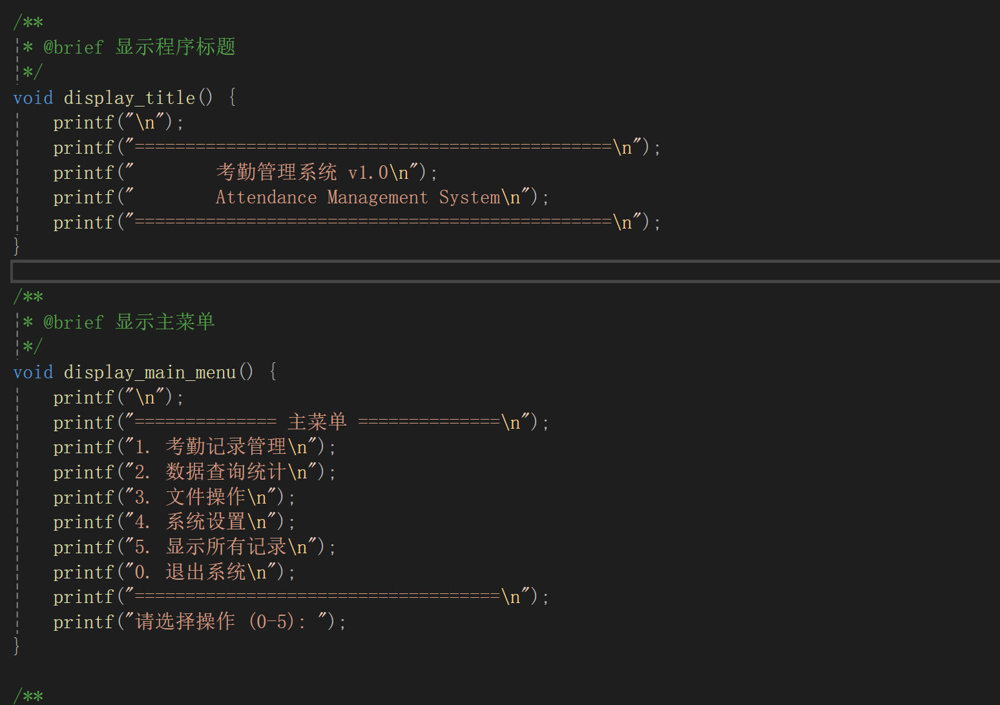 /**
* @brief 显示程序标题
*/
void display_title() {
    printf("\n");
    printf("===============================================\n");
    printf("        考勤管理系统 v1.0\n");
    printf("        Attendance Management System\n");
    printf("===============================================\n");
}
/**
* @brief 显示主菜单
*/
void display_main_menu() {
    printf("\n");
    printf("============== 主菜单 ==============\n");
    printf("1. 考勤记录管理\n");
    printf("2. 数据查询统计\n");
    printf("3. 文件操作\n");
    printf("4. 系统设置\n");
    printf("5. 显示所有记录\n");
    printf("0. 退出系统\n");
    printf("====================================\n");
    printf("请选择操作 (0-5): ");
}
/**